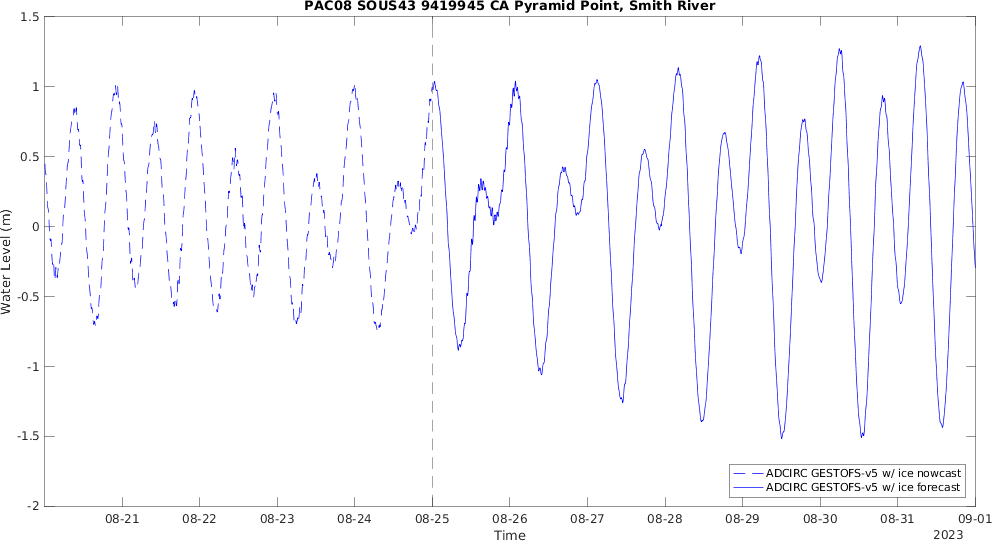 PAC08 SOUS43 9419945 CA Pyramid Point, Smith River
1.5
1
0.5
0
-0.5
-1
-1.5
-2
Water Level (m)
ADCIRC GESTOFS-v5 w/ ice nowcast
ADCIRC GESTOFS-v5 w/ ice forecast
08-21 08-22 08-23 08-24 08-25 08-26 08-27 08-28 08-29 08-30 08-31 09-01
Time
2023